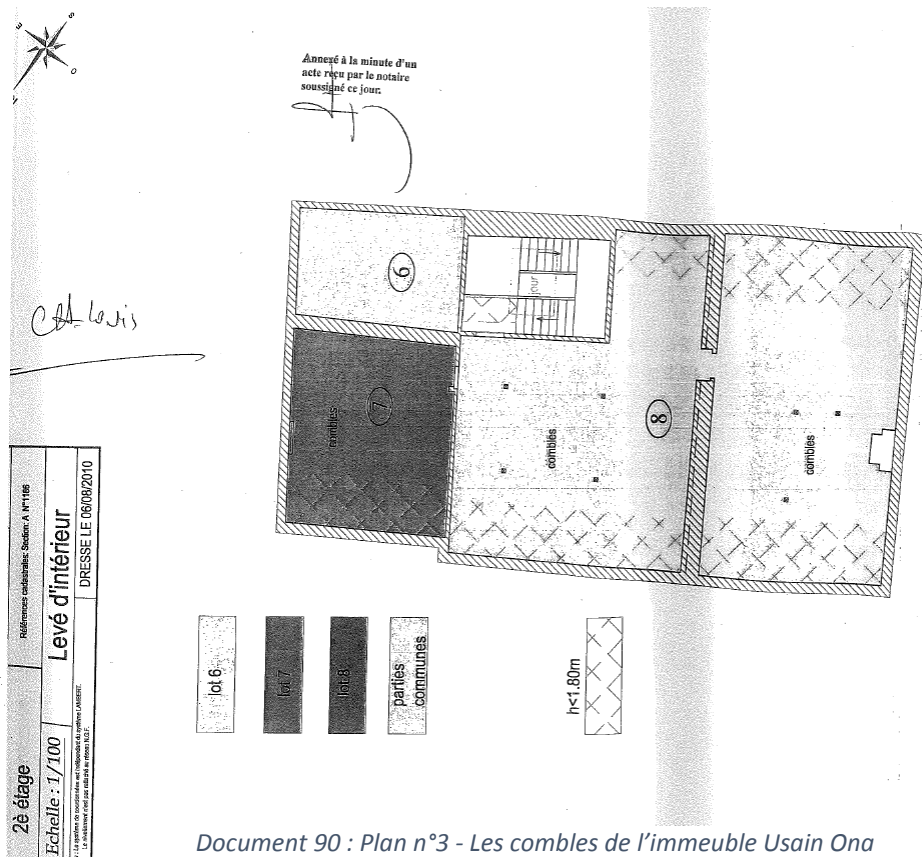 Annexé à la minute d'un
acte reçu par le notaire
soussigné ce jour.
S
O
6
7
combles
jour
8
combles
combles
2è étage
Références cadastrales: Section: A N°1166
Echelle : 1/100
Levé d'intérieur
DRESSE LE 06/08/2010
lot 6
lot 7
lot 8
parties
communes
h<1.80m
Document 90 : Plan n°3 - Les combles de l'immeuble Usain Ona